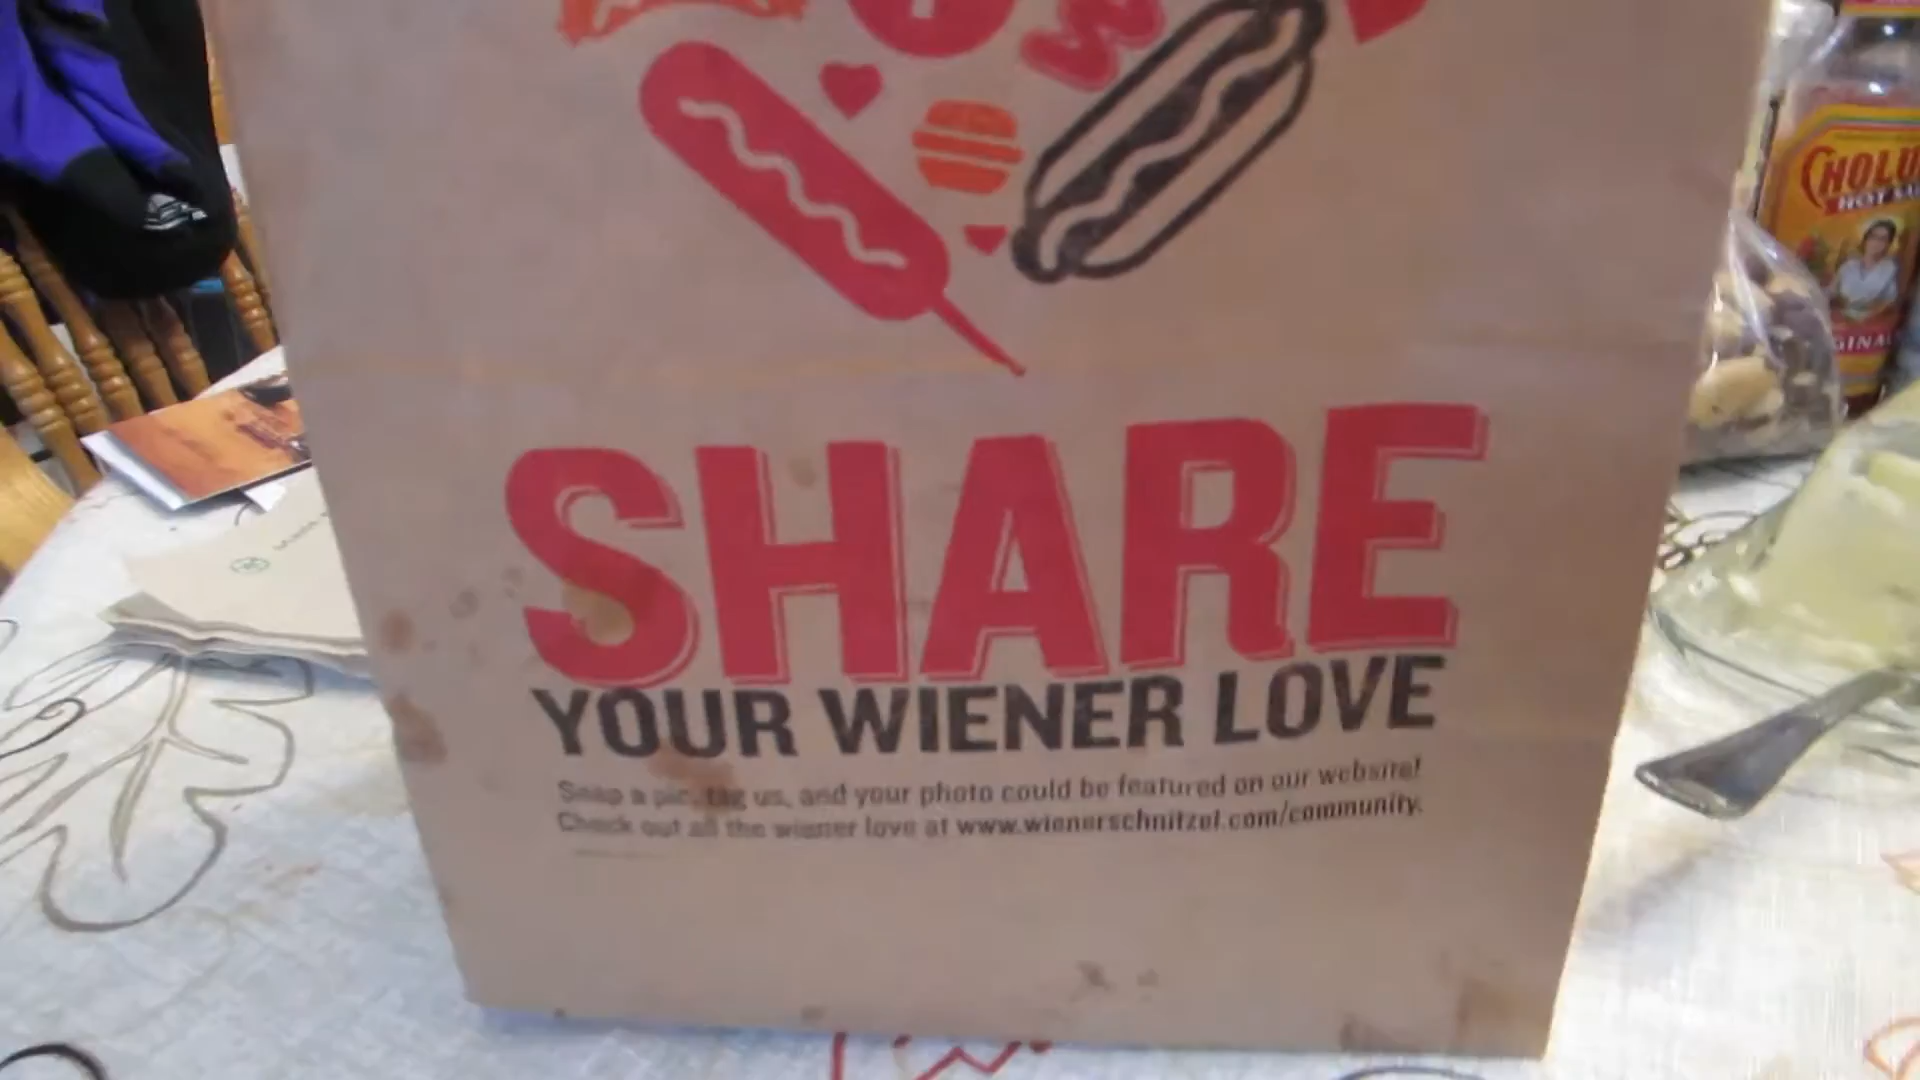 SHARE
YOUR WIENER LOVE
Snap a pic, tag us, and your photo could be featured on our website!
Check out all the wiener love at www.wienerschnitzel.com/community.
HOT